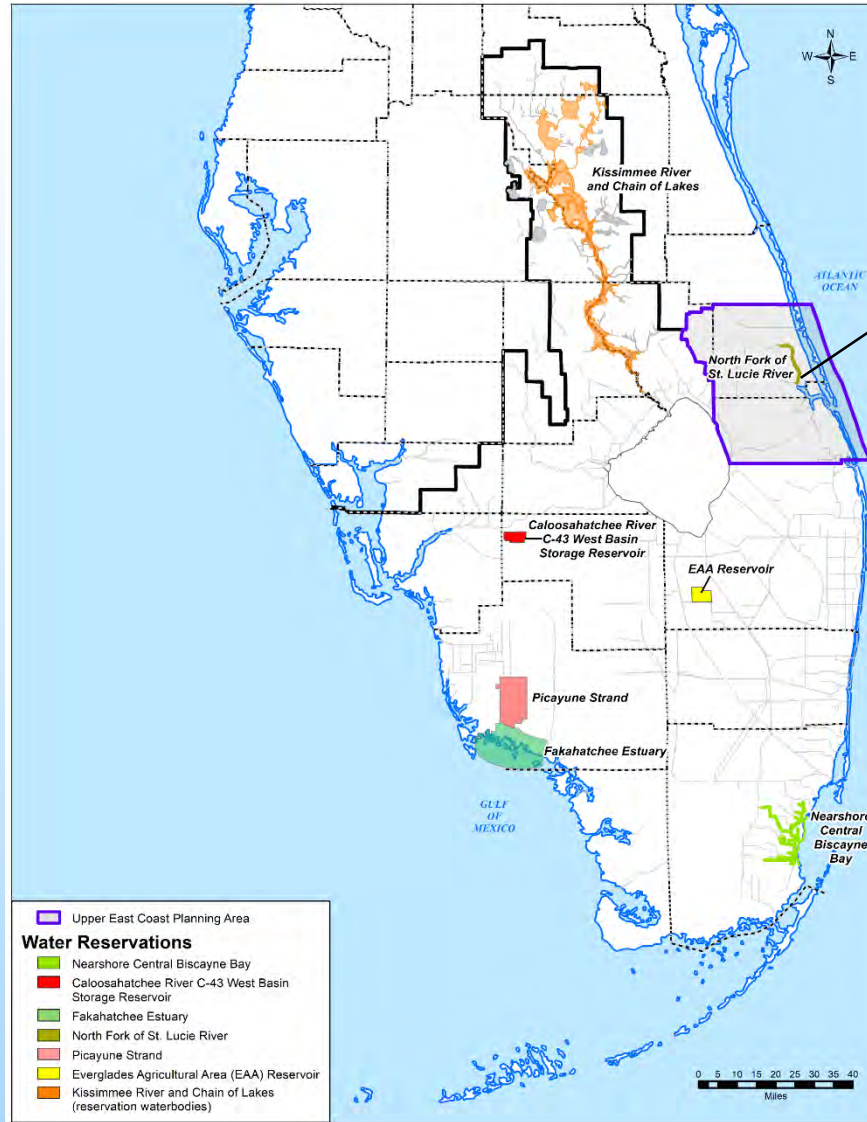 N
W E
S
Kissimmee River
and Chain of Lakes
ATLANTIC
OCEAN
North Fork of
St. Lucie River
Caloosahatchee River
C-43 West Basin
Storage Reservoir
EAA Reservoir
Picayune Strand
Fakahatchee Estuary
GULF
OF
MEXICO
Nearshore
Central
Biscayne
Bay
Upper East Coast Planning Area
Water Reservations
Nearshore Central Biscayne Bay
Caloosahatchee River C-43 West Basin
Storage Reservoir
Fakahatchee Estuary
North Fork of St. Lucie River
Picayune Strand
Everglades Agricultural Area (EAA) Reservoir
Kissimmee River and Chain of Lakes
(reservation waterbodies)
0 5 10 15 20 25 30 35 40
Miles